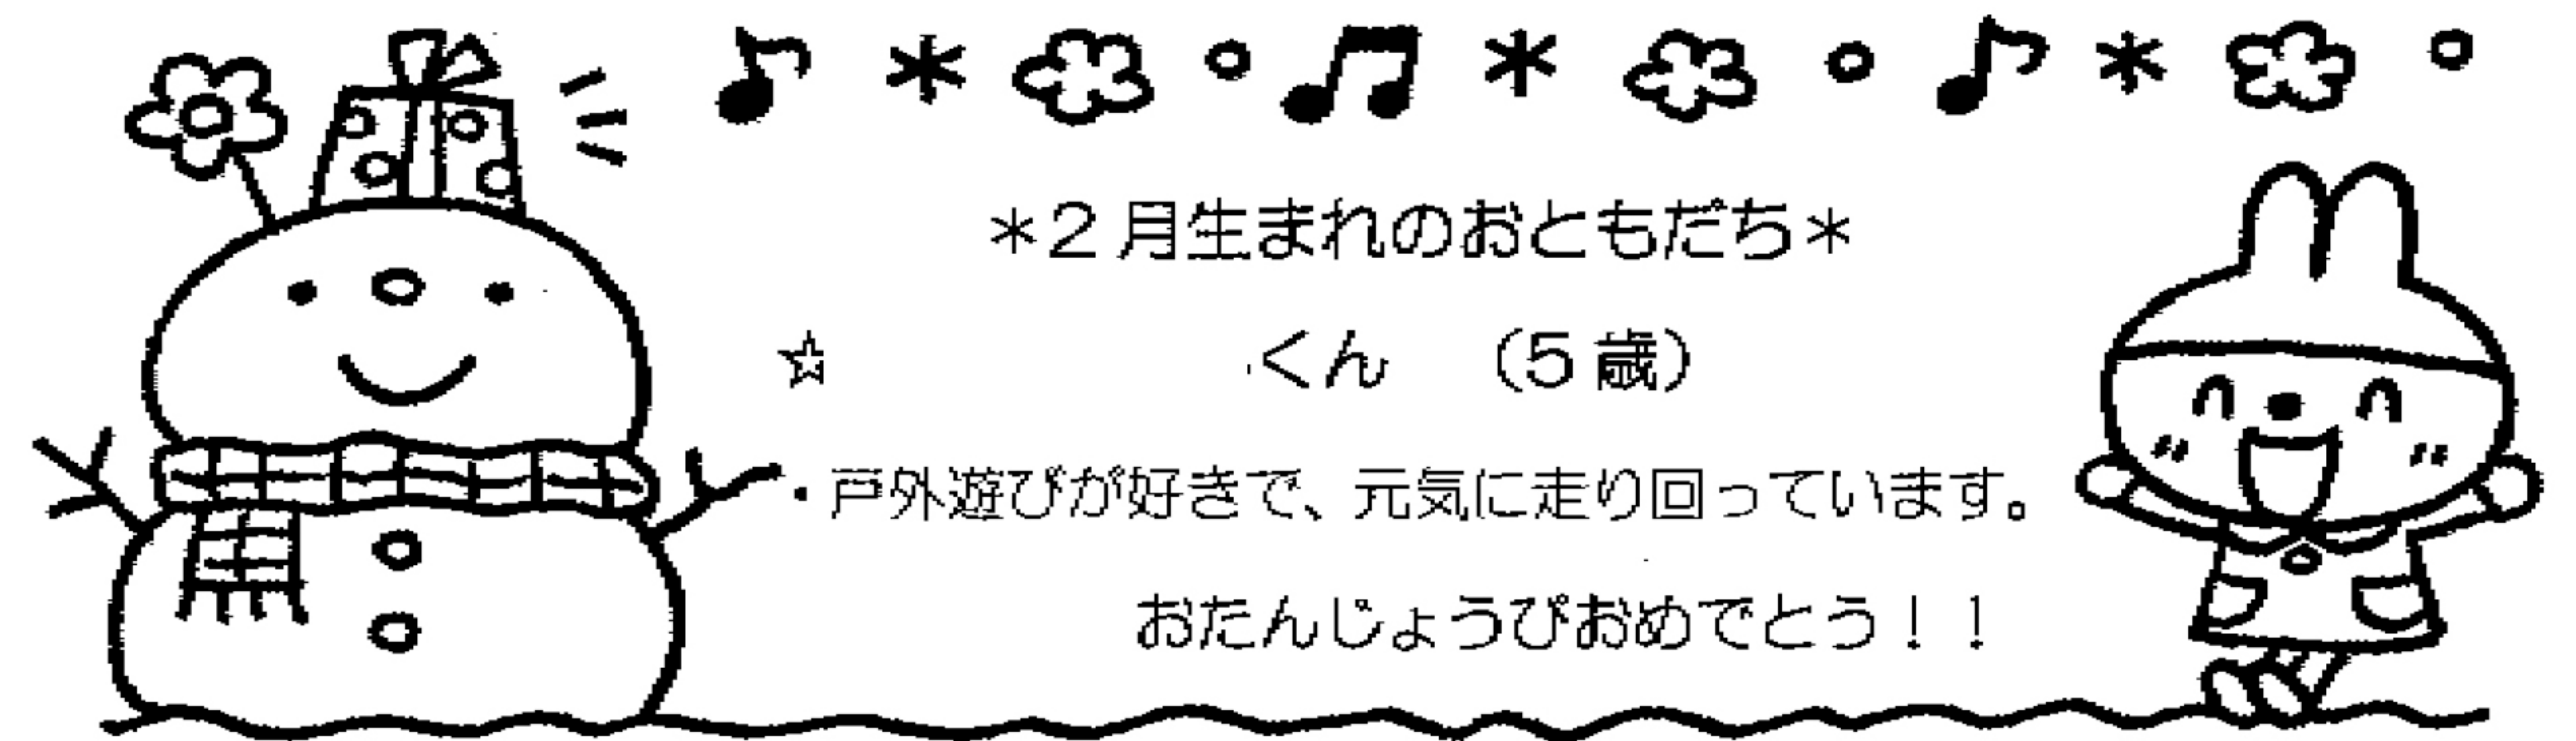 ＊２月生まれのおともだち＊
☆　　　　　　くん　（５歳）
・戸外遊びが好きで、元気に走り回っています。
おたんじょうびおめでとう！！